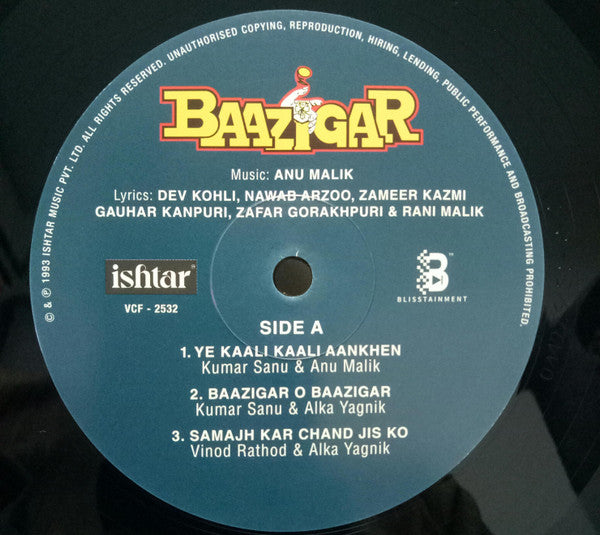 © & ℗ 1993 ISHTAR MUSIC PVT. LTD. ALL RIGHTS RESERVED. UNAUTHORISED COPYING, REPRODUCTION, HIRING, LENDING, PUBLIC PERFORMANCE AND BROADCASTING PROHIBITED.
BAAZIGAR
Music: ANU MALIK
Lyrics: DEV KOHLI, NAWAB ARZOO, ZAMEER KAZMI
GAUHAR KANPURI, ZAFAR GORAKHPURI & RANI MALIK
ishtar™
VCF - 2532
B™
BLISSTAINMENT
SIDE A
1. YE KAALI KAALI AANKHEN
Kumar Sanu & Anu Malik
2. BAAZIGAR O BAAZIGAR
Kumar Sanu & Alka Yagnik
3. SAMAJH KAR CHAND JIS KO
Vinod Rathod & Alka Yagnik